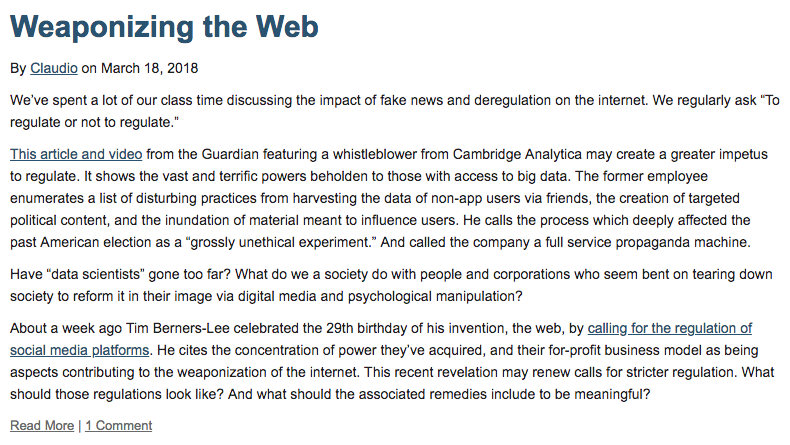 Weaponizing the Web
By Claudio on March 18, 2018
We’ve spent a lot of our class time discussing the impact of fake news and deregulation on the internet. We regularly ask “To
regulate or not to regulate.”
This article and video from the Guardian featuring a whistleblower from Cambridge Analytica may create a greater impetus
to regulate. It shows the vast and terrific powers beholden to those with access to big data. The former employee
enumerates a list of disturbing practices from harvesting the data of non-app users via friends, the creation of targeted
political content, and the inundation of material meant to influence users. He calls the process which deeply affected the
past American election as a “grossly unethical experiment.” And called the company a full service propaganda machine.
Have “data scientists” gone too far? What do we a society do with people and corporations who seem bent on tearing down
society to reform it in their image via digital media and psychological manipulation?
About a week ago Tim Berners-Lee celebrated the 29th birthday of his invention, the web, by calling for the regulation of
social media platforms. He cites the concentration of power they’ve acquired, and their for-profit business model as being
aspects contributing to the weaponization of the internet. This recent revelation may renew calls for stricter regulation. What
should those regulations look like? And what should the associated remedies include to be meaningful?
Read More | 1 Comment